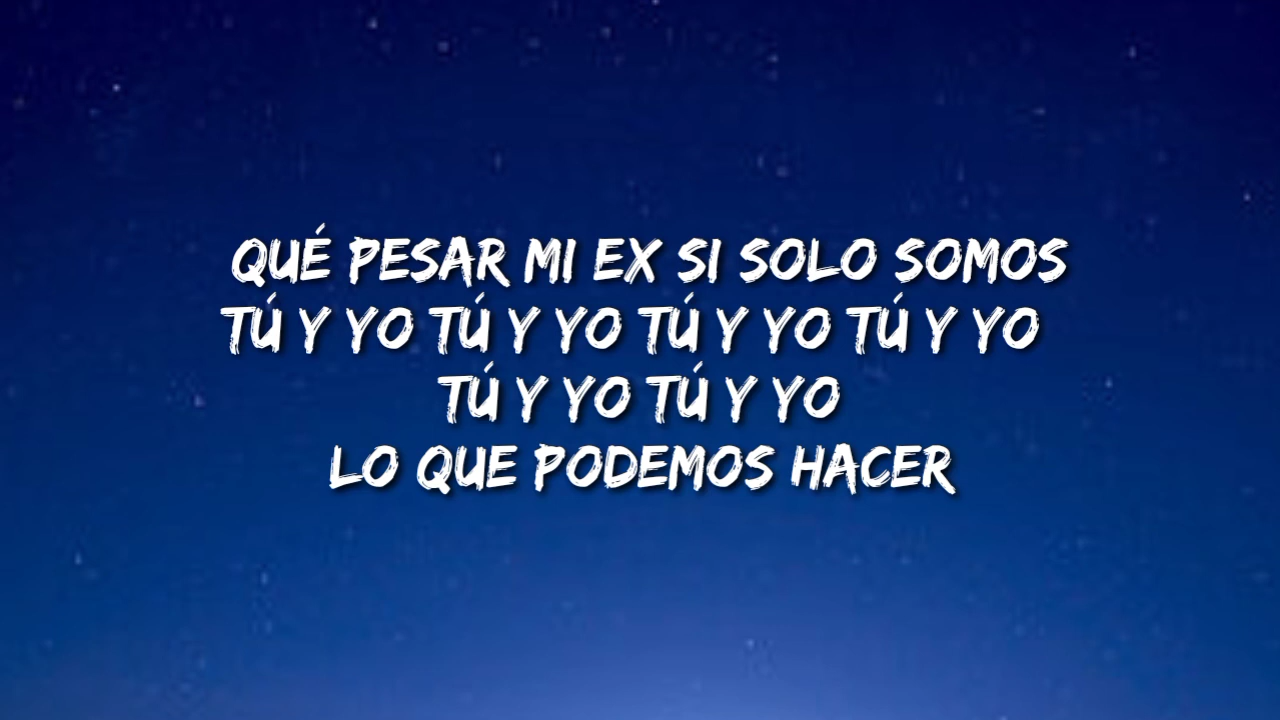 QUÉ PESAR MI EX SI SOLO SOMOS
TÚ Y YO TÚ Y YO TÚ Y YO TÚ Y YO
TÚ Y YO TÚ Y YO
LO QUE PODEMOS HACER